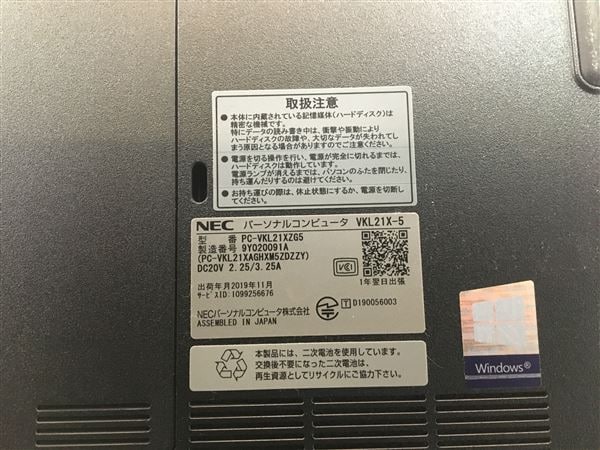 取扱注意
●本体に内蔵されている記憶媒体(ハードディスク)は
精密な機械です。
特にデータの読み書き中は、衝撃や振動により
ハードディスクの故障や、大切なデータが失われてし
まう原因となる場合がありますのでご注意ください。
●電源を切る操作を行い、電源が完全に切れるまでは、
ハードディスクは動作しています。
電源ランプが消えるまでは、パソコンのふたを閉じたり、
持ち運んだりするのは避けてください。
●お持ち運びの際は、休止状態にするか、電源を切断し
てください。
NEC パーソナルコンピュータ VKL21X-5
型番 PC-VKL21XZG5
製造番号 9Y020091A
(PC-VKL21XAGHXM5ZDZZY)
DC20V 2.25/3.25A
VCI
1年翌日出張
出荷年月2019年11月
サービスID:1099256676
T D190056003
NECパーソナルコンピュータ株式会社
ASSEMBLED IN JAPAN
本製品には、二次電池を使用しています。
交換後不要になった二次電池は、
再生資源としてリサイクルにご協力下さい。
Windows®